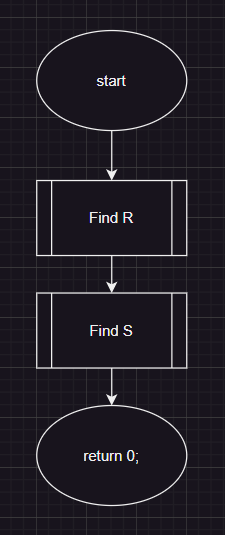 start
Find R
Find S
return 0;